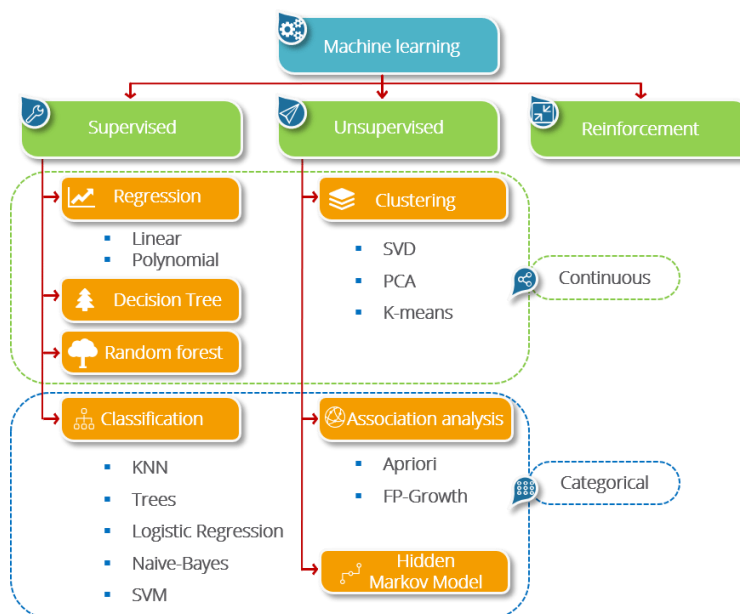 Machine learning
Supervised
Unsupervised
Reinforcement
Regression
Linear
Polynomial
Decision Tree
Random forest
Clustering
SVD
PCA
K-means
Continuous
Classification
KNN
Trees
Logistic Regression
Naive-Bayes
SVM
Association analysis
Apriori
FP-Growth
Hidden
Markov Model
Categorical